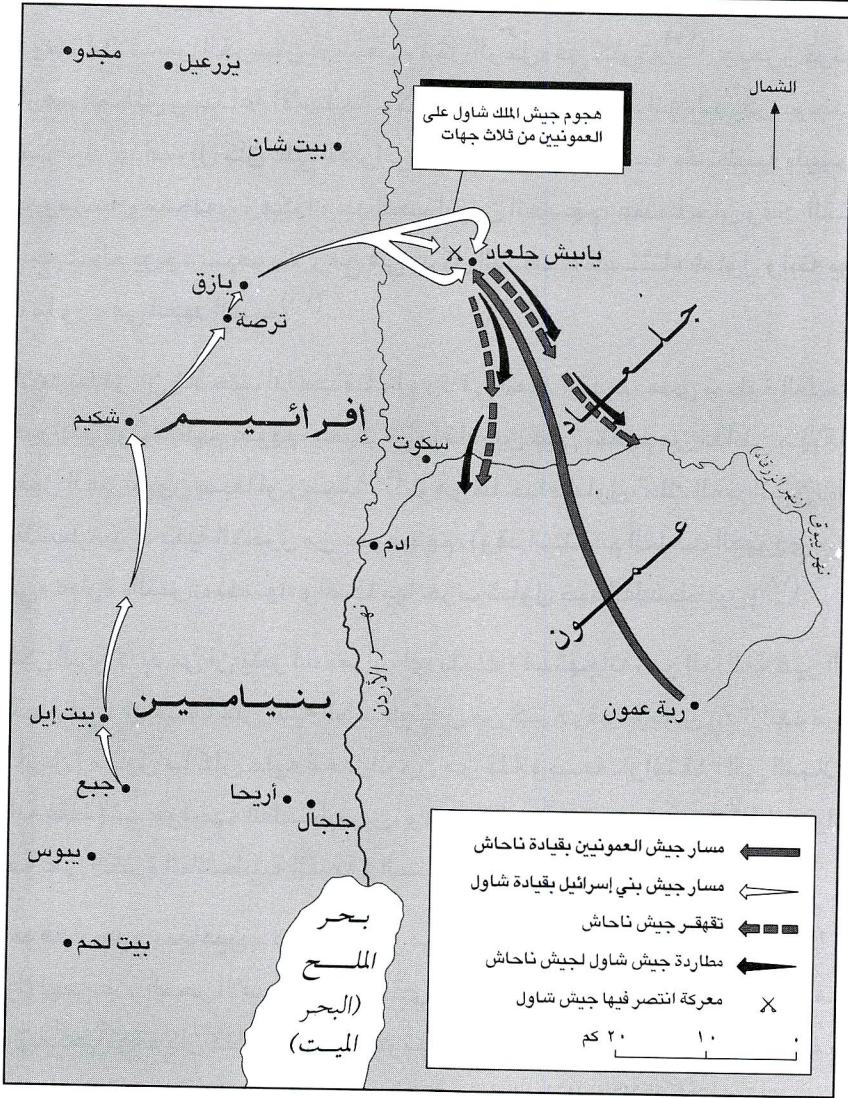 مجدو
يزرعيل
الشمال
هجوم جيش الملك شاول على
العمونيين من ثلاث جهات
بيت شان
يابيش جلعاد
بازق
ترصة
جلعاد
شكيم
إفرائيم
سكوت
نهر يبوق (نهر الزرقاء)
ادم
عمون
نهر الأردن
بنيامين
ربة عمون
بيت إيل
جبع
أريحا
جلجال
يبوس
بيت لحم
بحر
الملح
(البحر
الميت)
مسار جيش العمونيين بقيادة ناحاش
مسار جيش بني إسرائيل بقيادة شاول
تقهقر جيش ناحاش
مطاردة جيش شاول لجيش ناحاش
معركة انتصر فيها جيش شاول
٠ ١٠ ٢٠ كم